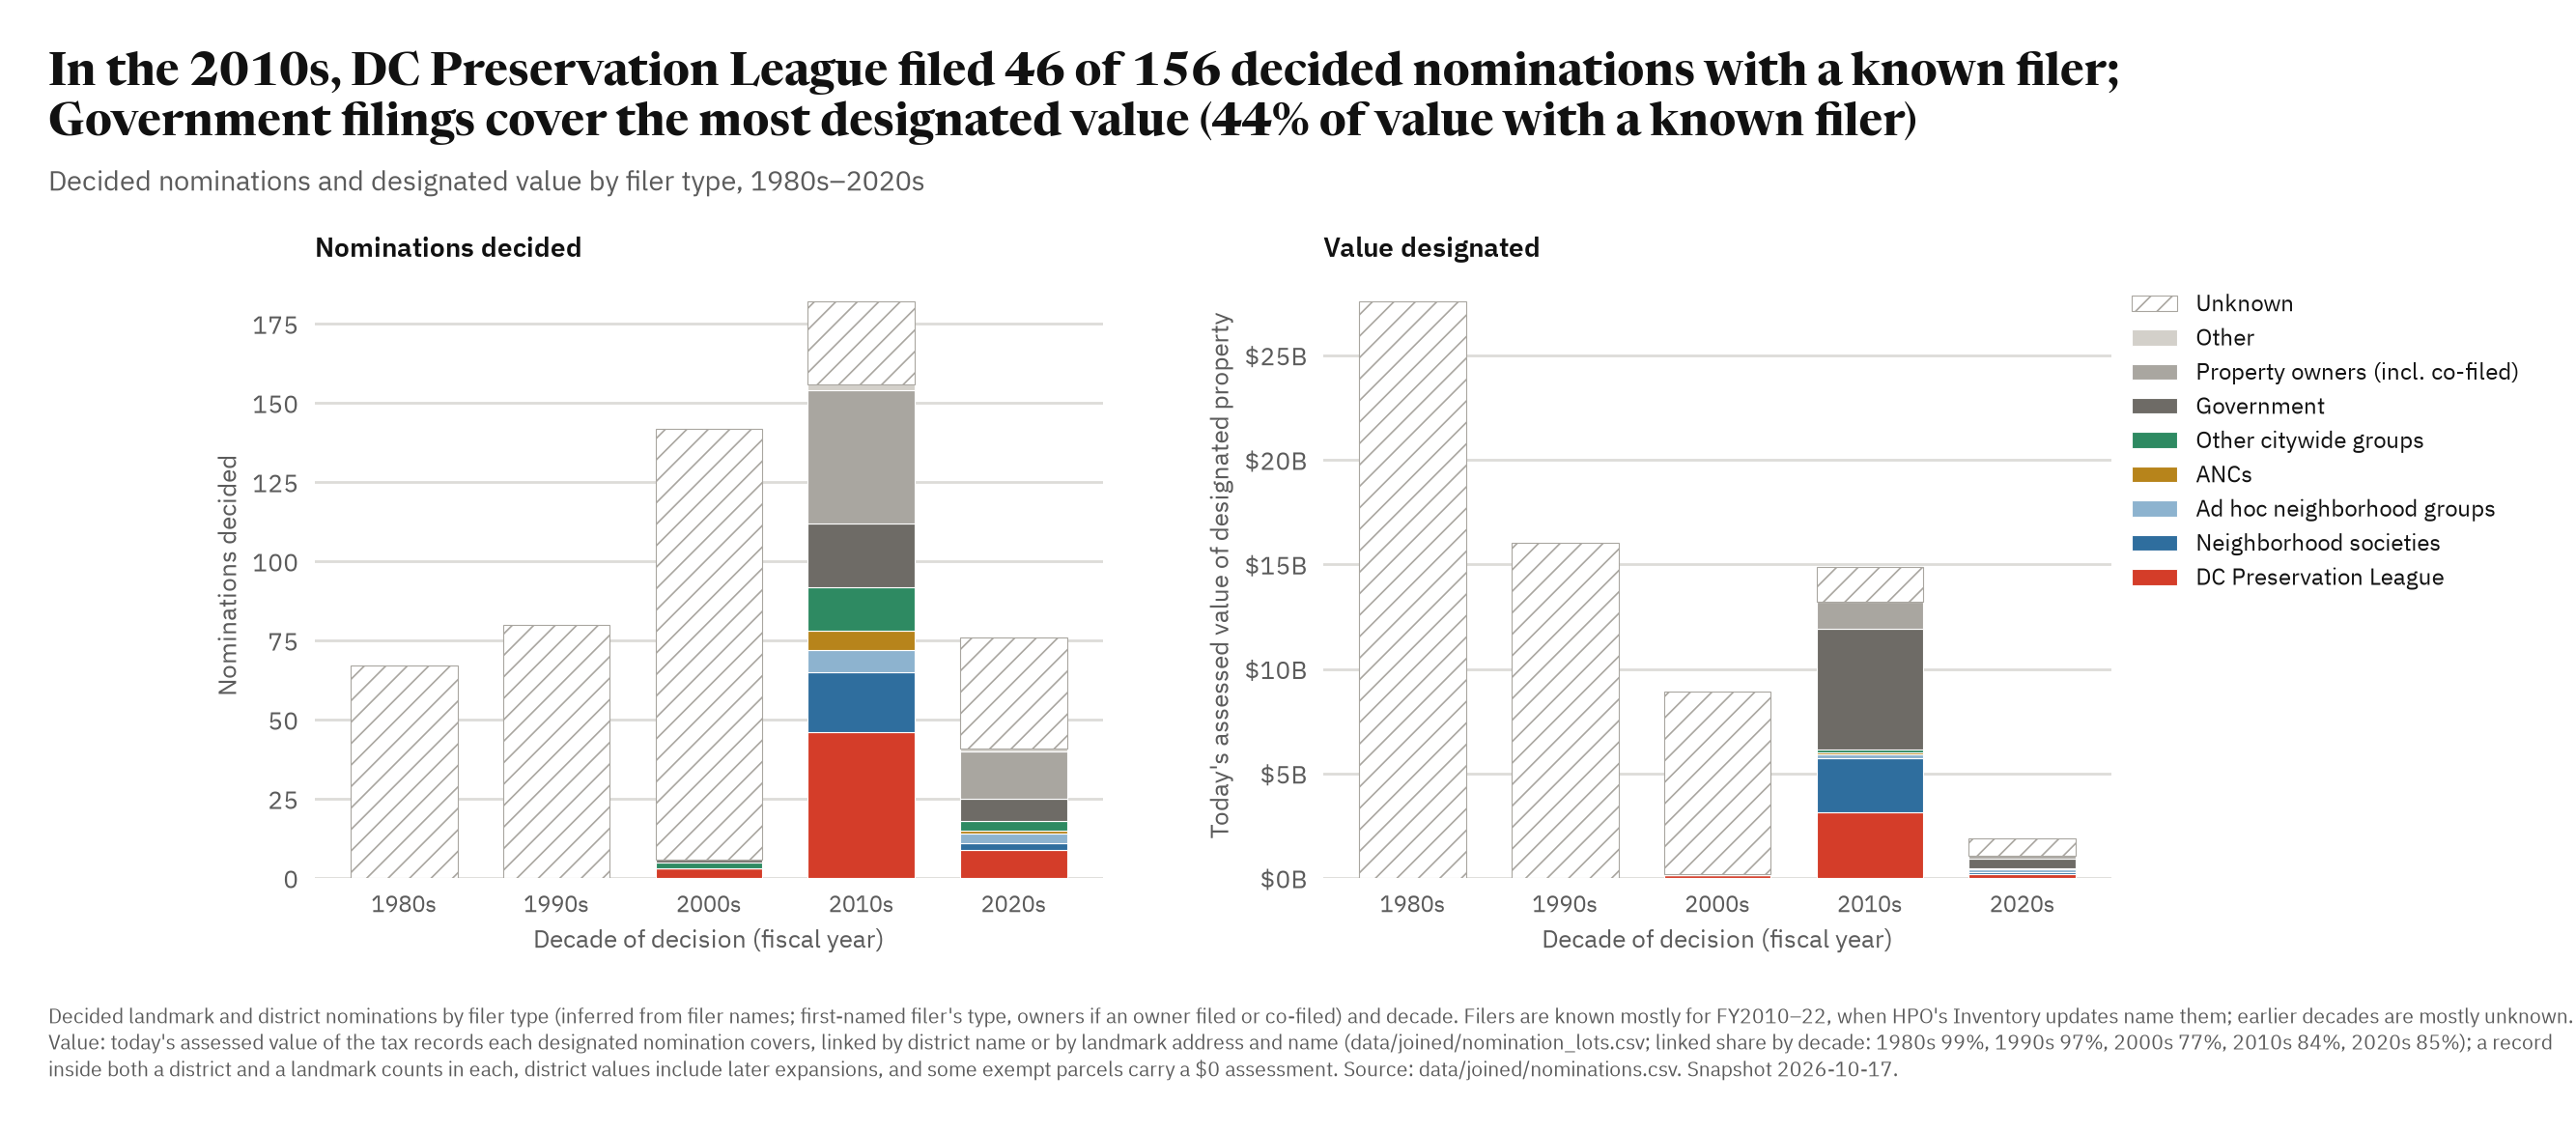 In the 2010s, DC Preservation League filed 46 of 156 decided nominations with a known filer;
Government filings cover the most designated value (44% of value with a known filer)
Decided nominations and designated value by filer type, 1980s–2020s
Nominations decided
Nominations decided
175
150
125
100
75
50
25
0
1980s
1990s
2000s
2010s
2020s
Decade of decision (fiscal year)
Value designated
Today's assessed value of designated property
$25B
$20B
$15B
$10B
$5B
$0B
1980s
1990s
2000s
2010s
2020s
Decade of decision (fiscal year)
Unknown
Other
Property owners (incl. co-filed)
Government
Other citywide groups
ANCs
Ad hoc neighborhood groups
Neighborhood societies
DC Preservation League
Decided landmark and district nominations by filer type (inferred from filer names; first-named filer's type, owners if an owner filed or co-filed) and decade. Filers are known mostly for FY2010–22, when HPO's Inventory updates name them; earlier decades are mostly unknown.
Value: today's assessed value of the tax records each designated nomination covers, linked by district name or by landmark address and name (data/joined/nomination_lots.csv; linked share by decade: 1980s 99%, 1990s 97%, 2000s 77%, 2010s 84%, 2020s 85%); a record
inside both a district and a landmark counts in each, district values include later expansions, and some exempt parcels carry a $0 assessment. Source: data/joined/nominations.csv. Snapshot 2026-10-17.